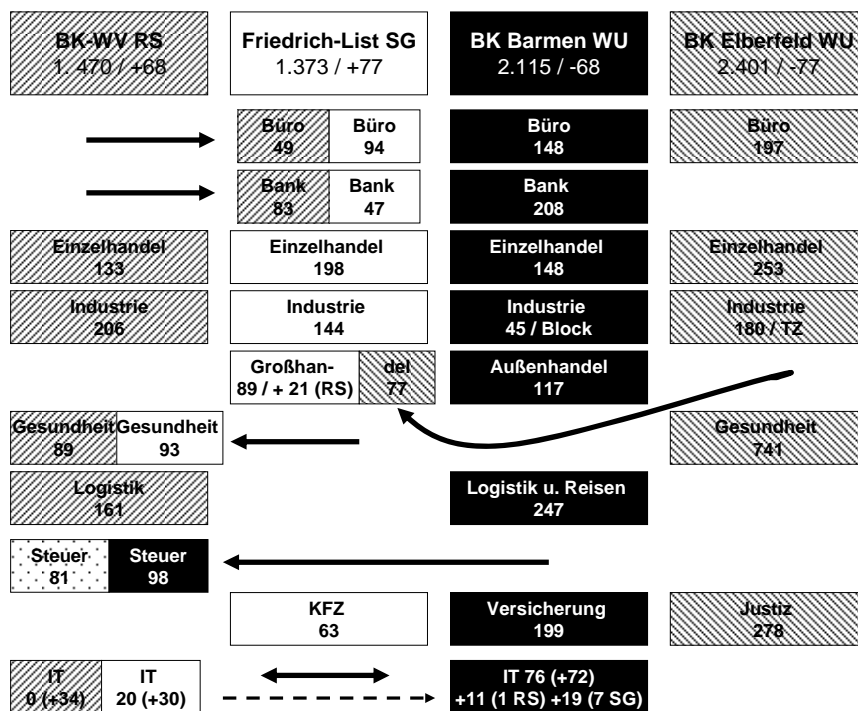 BK-WV RS
1. 470 / +68
Friedrich-List SG
1.373 / +77
BK Barmen WU
2.115 / -68
BK Elberfeld WU
2.401 / -77
Büro
49
Büro
94
Büro
148
Büro
197
Bank
83
Bank
47
Bank
208
Einzelhandel
133
Einzelhandel
198
Einzelhandel
148
Einzelhandel
253
Industrie
206
Industrie
144
Industrie
45 / Block
Industrie
180 / TZ
Großhan-
89 / + 21 (RS)
del
77
Außenhandel
117
Gesundheit
89
Gesundheit
93
Gesundheit
741
Logistik
161
Logistik u. Reisen
247
Steuer
81
Steuer
98
KFZ
63
Versicherung
199
Justiz
278
IT
0 (+34)
IT
20 (+30)
IT 76 (+72)
+11 (1 RS) +19 (7 SG)